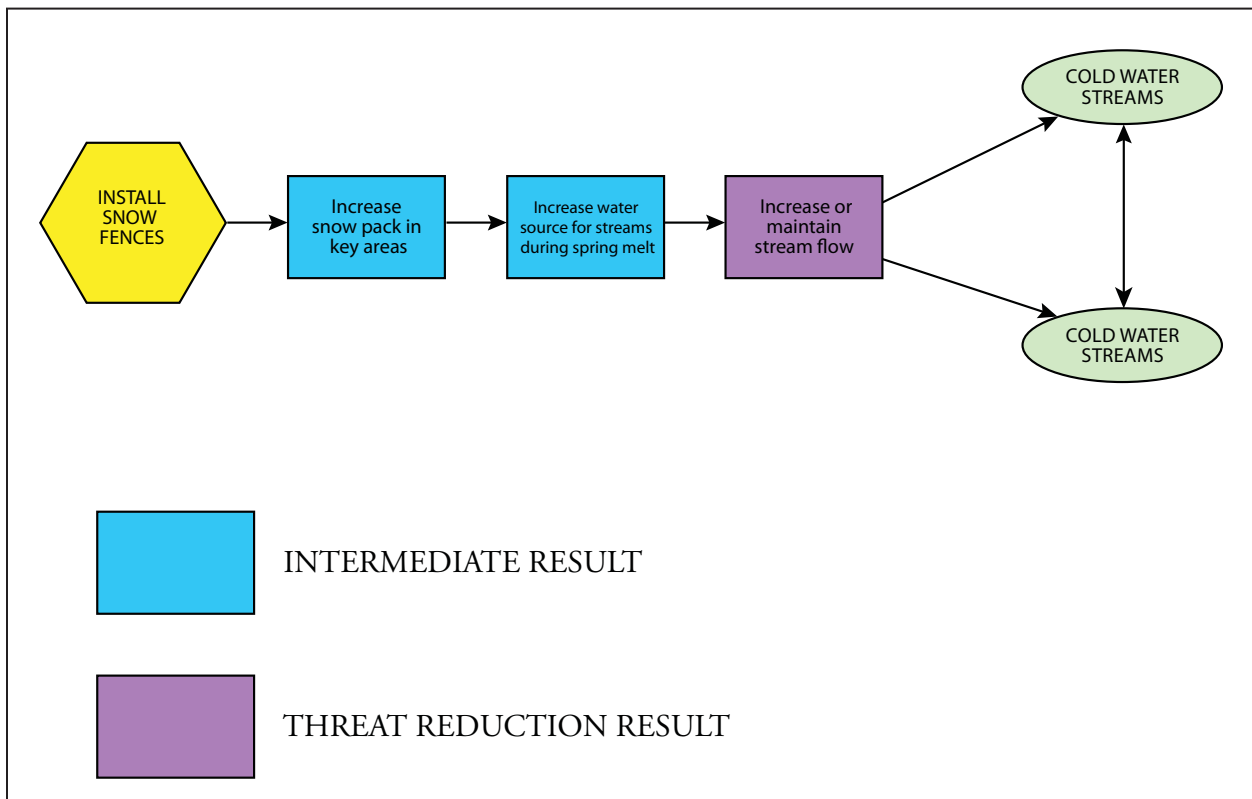 INSTALL
SNOW
FENCES
Increase
snow pack in
key areas
Increase water
source for streams
during spring melt
Increase or
maintain
stream flow
COLD WATER
STREAMS
COLD WATER
STREAMS
INTERMEDIATE RESULT
THREAT REDUCTION RESULT